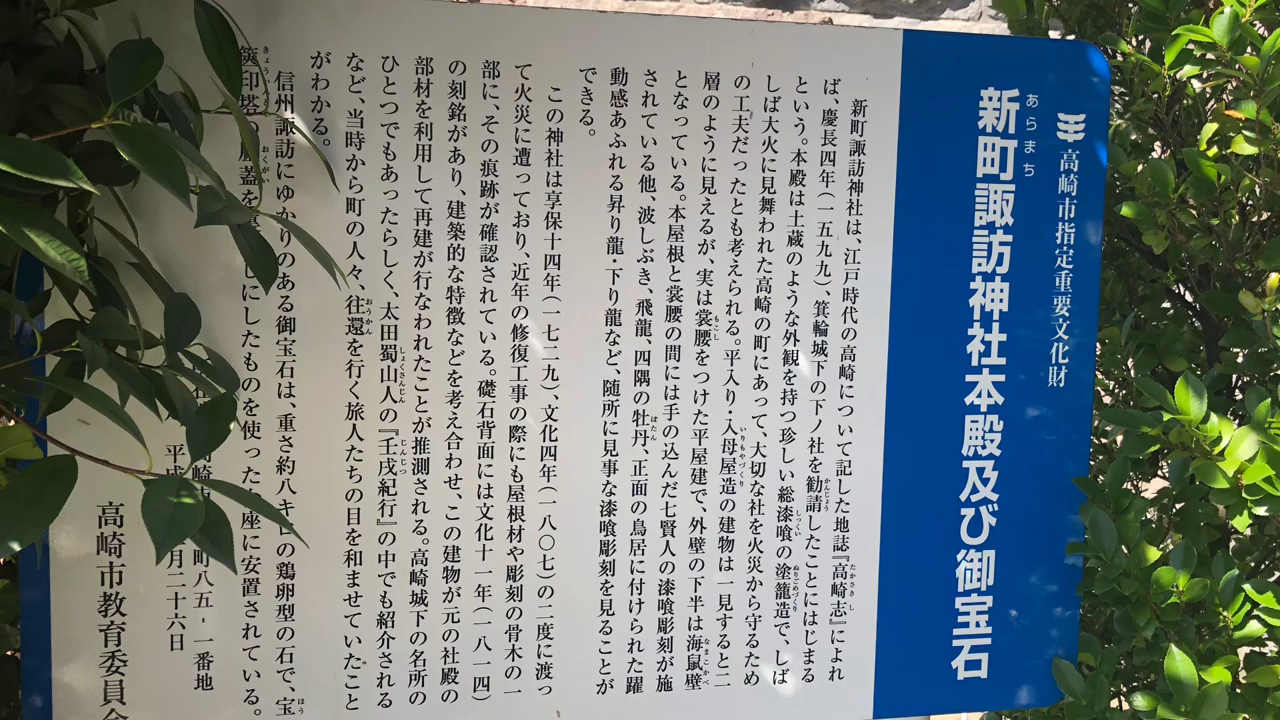 高崎市指定重要文化財
あらまち
新町諏訪神社本殿及び御宝石
新町諏訪神社は、江戸時代の高崎について記した地誌『高崎志』によれ
ば、慶長四年（一五九九）、箕輪城下の下ノ社を勧請したことにはじまる
という。本殿は土蔵のような外観を持つ珍しい総漆喰の塗籠造で、しば
しば大火に見舞われた高崎の町にあって、大切な社を火災から守るため
の工夫だったとも考えられる。平入り・入母屋造の建物は一見すると二
層のように見えるが、実は裳腰をつけた平屋建で、外壁の下半は海鼠壁
となっている。本屋根と裳腰の間には手の込んだ七賢人の漆喰彫刻が施
されている他、波しぶき、飛龍、四隅の牡丹、正面の鳥居に付けられた躍
動感あふれる昇り龍・下り龍など、随所に見事な漆喰彫刻を見ることが
できる。
この神社は享保十四年（一七二九）、文化四年（一八〇七）の二度に渡っ
て火災に遭っており、近年の修復工事の際にも屋根材や彫刻の骨木の一
部に、その痕跡が確認されている。礎石背面には文化十一年（一八一四）
の刻銘があり、建築的な特徴などを考え合わせ、この建物が元の社殿の
部材を利用して再建が行なわれたことが推測される。高崎城下の名所の
ひとつでもあったらしく、太田蜀山人の『壬戌紀行』の中でも紹介される
など、当時から町の人々、往還を行く旅人たちの目を和ませていたこと
がわかる。
信州諏訪にゆかりのある御宝石は、重さ約八キロの鶏卵型の石で、宝
篋印塔の屋蓋を しにしたものを使った 座に安置されている。
崎市 町八五‐一番地
平成 月二十六日
高崎市教育委員会